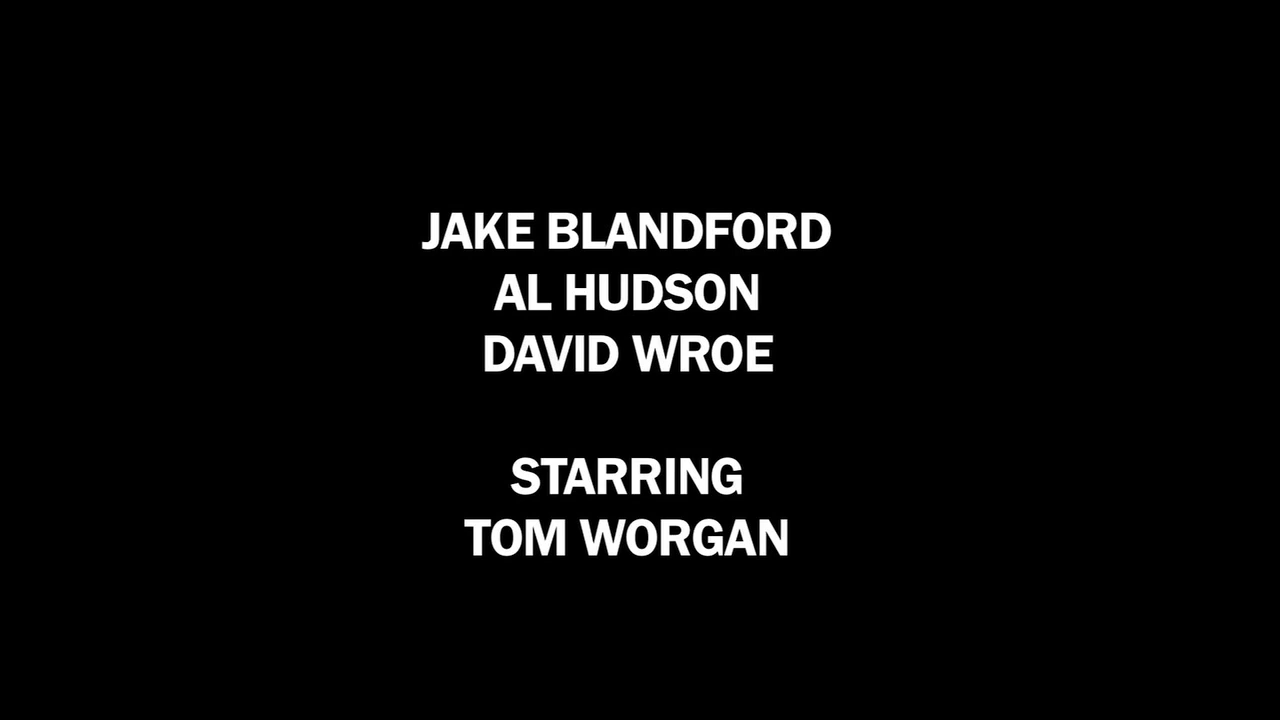 JAKE BLANDFORD
AL HUDSON
DAVID WROE
STARRING
TOM WORGAN